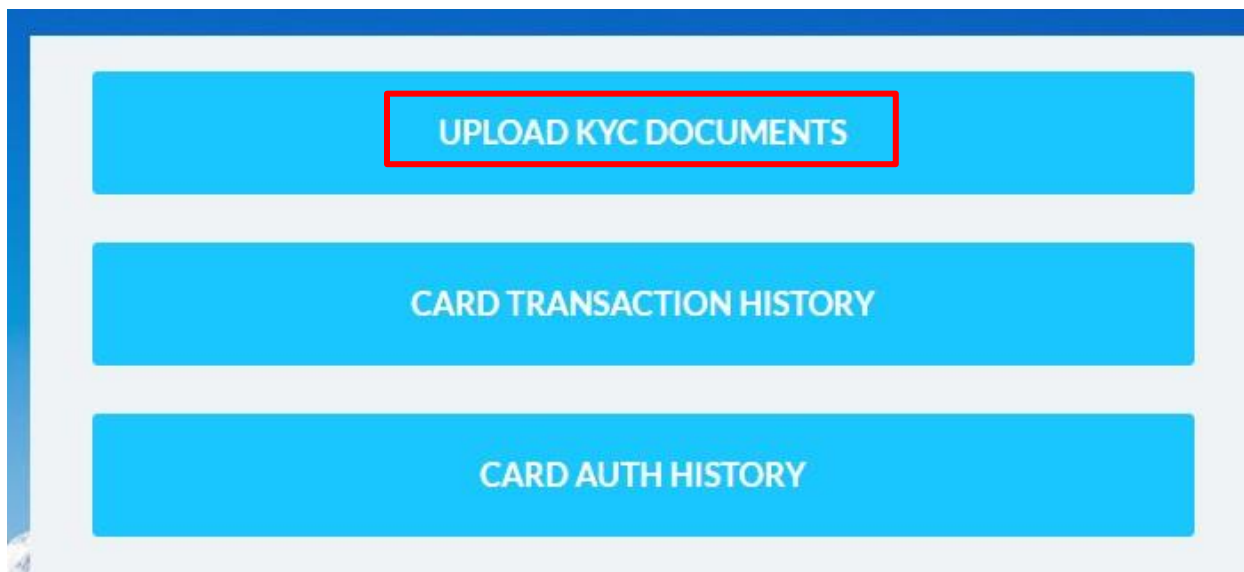 UPLOAD KYC DOCUMENTS
CARD TRANSACTION HISTORY
CARD AUTH HISTORY